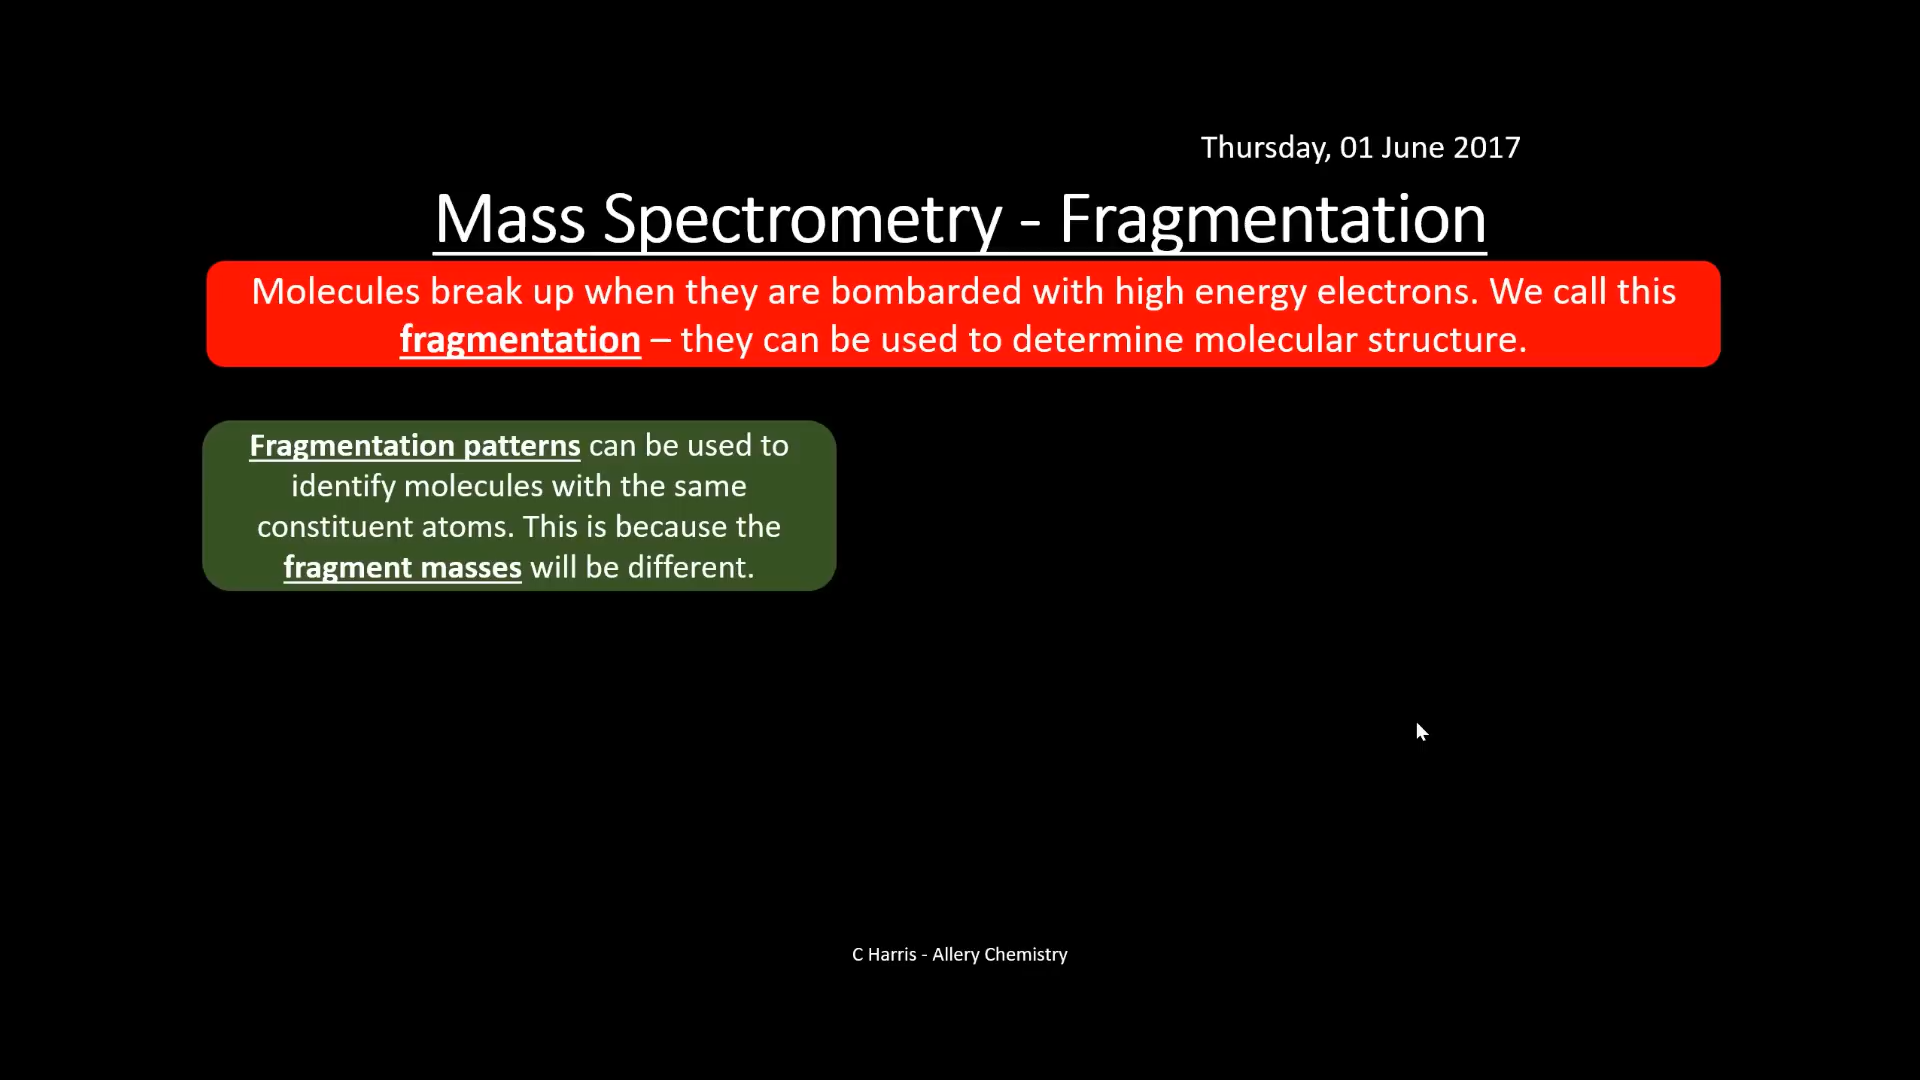 Thursday, 01 June 2017
Mass Spectrometry - Fragmentation
Molecules break up when they are bombarded with high energy electrons. We call this
fragmentation – they can be used to determine molecular structure.
Fragmentation patterns can be used to
identify molecules with the same
constituent atoms. This is because the
fragment masses will be different.
C Harris - Allery Chemistry